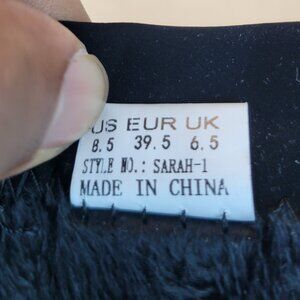 US EUR UK
8.5 39.5 6.5
STYLE NO.: SARAH-1
MADE IN CHINA